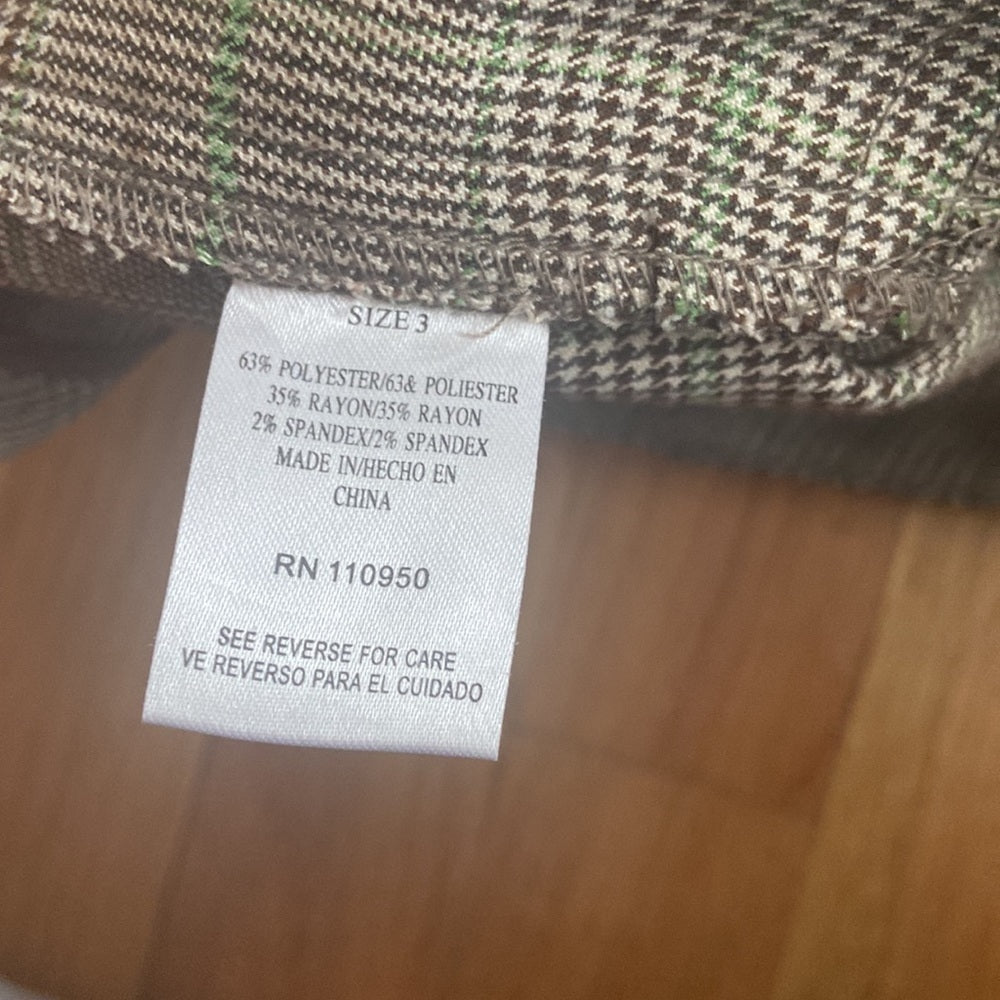 SIZE 3
63% POLYESTER/63& POLIESTER
35% RAYON/35% RAYON
2% SPANDEX/2% SPANDEX
MADE IN/HECHO EN
CHINA
RN 110950
SEE REVERSE FOR CARE
VE REVERSO PARA EL CUIDADO